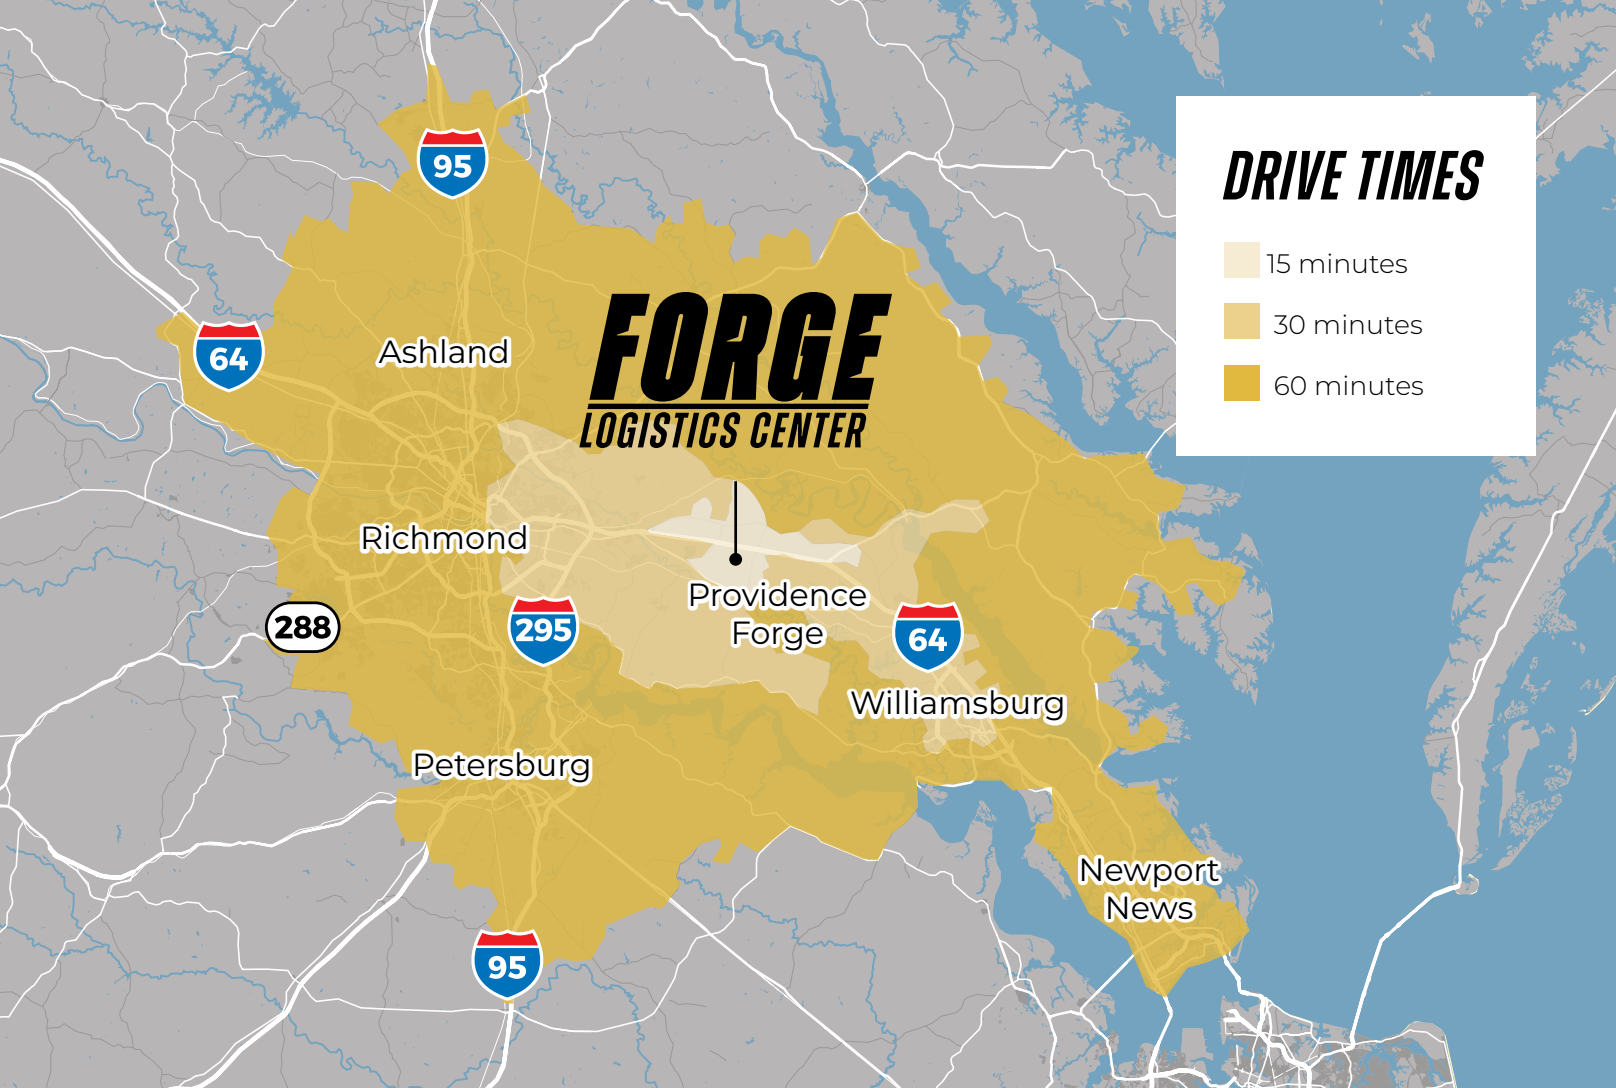 95
DRIVE TIMES
15 minutes
30 minutes
60 minutes
64
Ashland
FORGE
LOGISTICS CENTER
Richmond
Providence
Forge
288
295
64
Williamsburg
Petersburg
Newport
News
95